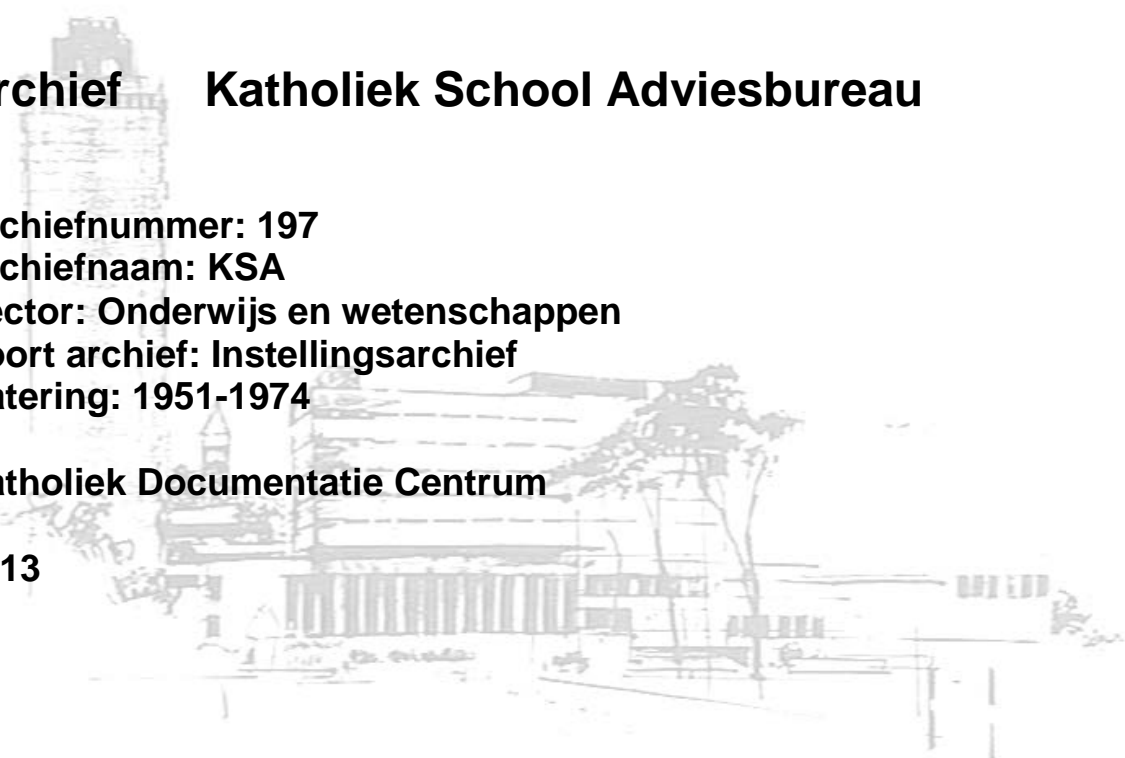 rchief Katholiek School Adviesbureau
chiefnummer: 197
chiefnaam: KSA
ector: Onderwijs en wetenschappen
oort archief: Instellingsarchief
atering: 1951-1974
atholiek Documentatie Centrum
13